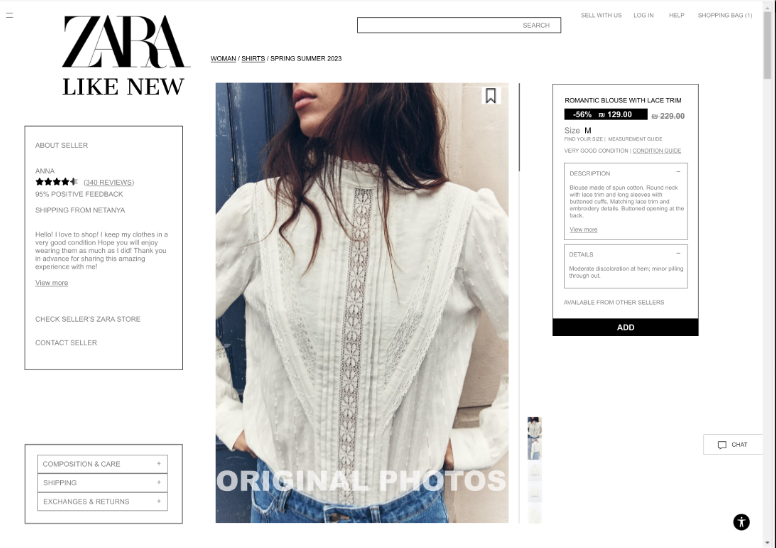 SELL WITH US LOG IN HELP SHOPPING BAG (1)
SEARCH
ZARA
LIKE NEW
WOMAN / SHIRTS / SPRING SUMMER 2023
ABOUT SELLER
ANNA
(340 REVIEWS)
95% POSITIVE FEEDBACK
SHIPPING FROM NETANYA
Hello! I love to shop! I keep my clothes in a
very good condition Hope you will enjoy
wearing them as much as I did! Thank you
in advance for sharing this amazing
experience with me!
View more
CHECK SELLER'S ZARA STORE
CONTACT SELLER
COMPOSITION & CARE +
SHIPPING +
EXCHANGES & RETURNS +
ORIGINAL PHOTOS
ROMANTIC BLOUSE WITH LACE TRIM
-56% ₪ 129.00 ₪ 229.00
Size M
FIND YOUR SIZE | MEASUREMENT GUIDE
VERY GOOD CONDITION | CONDITION GUIDE
DESCRIPTION −
Blouse made of spun cotton. Round neck
with lace trim and long sleeves with
buttoned cuffs. Matching lace trim and
embroidery details. Buttoned opening at the
back.
View more
DETAILS −
Moderate discoloration at hem; minor pilling
through out.
AVAILABLE FROM OTHER SELLERS
ADD
CHAT